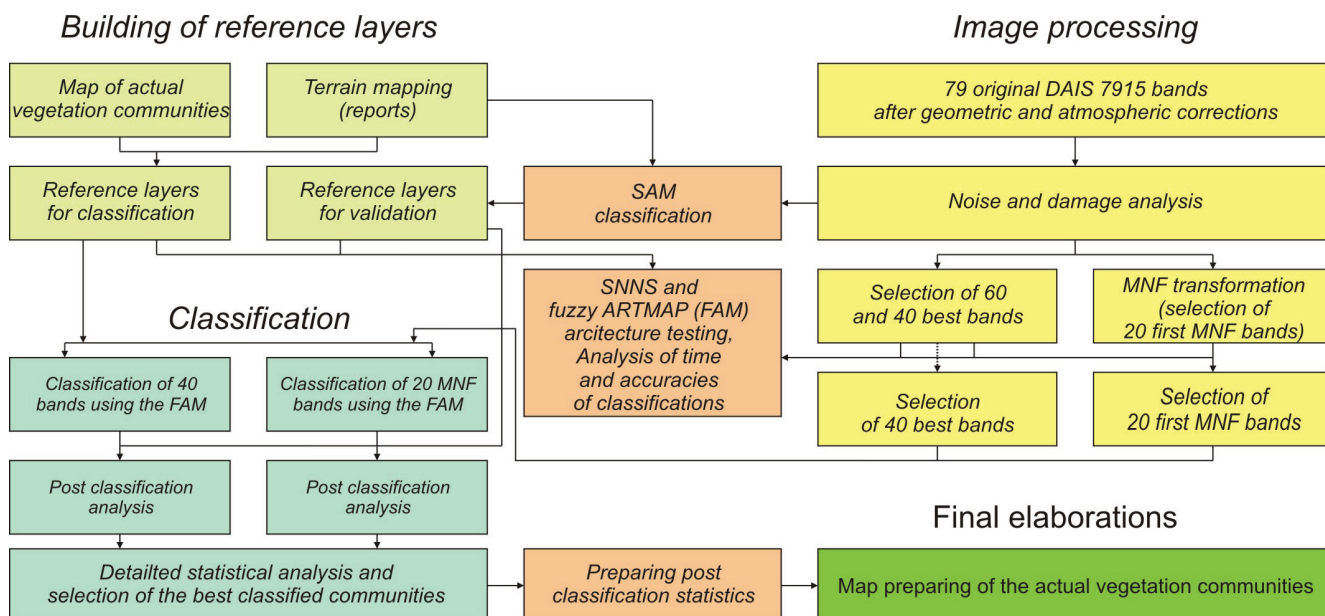 Building of reference layers
Image processing
Map of actual
vegetation communities
Terrain mapping
(reports)
79 original DAIS 7915 bands
after geometric and atmospheric corrections
Reference layers
for classification
Reference layers
for validation
SAM
classification
Noise and damage analysis
SNNS and
fuzzy ARTMAP (FAM)
arcitecture testing,
Analysis of time
and accuracies
of classifications
Selection of 60
and 40 best bands
MNF transformation
(selection of
20 first MNF bands)
Classification
Classification of 40
bands using the FAM
Classification of 20 MNF
bands using the FAM
Selection
of 40 best bands
Selection of
20 first MNF bands
Post classification
analysis
Post classification
analysis
Final elaborations
Detailted statistical analysis and
selection of the best classified communities
Preparing post
classification statistics
Map preparing of the actual vegetation communities